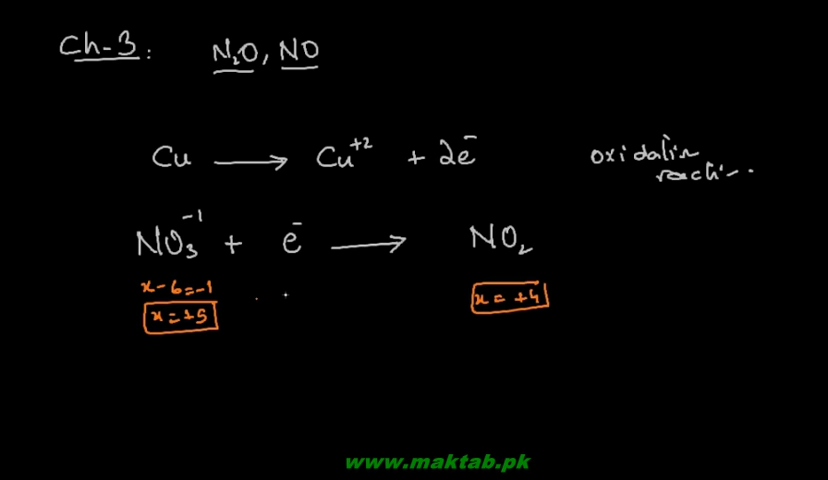 Ch-3: N₂O, NO
Cu ⟶ Cu⁺² + 2e⁻ oxidation
reaction.
NO₃⁻¹ + e⁻ ⟶ NO₂
x-6=-1
x=+5 x=+4
www.maktab.pk